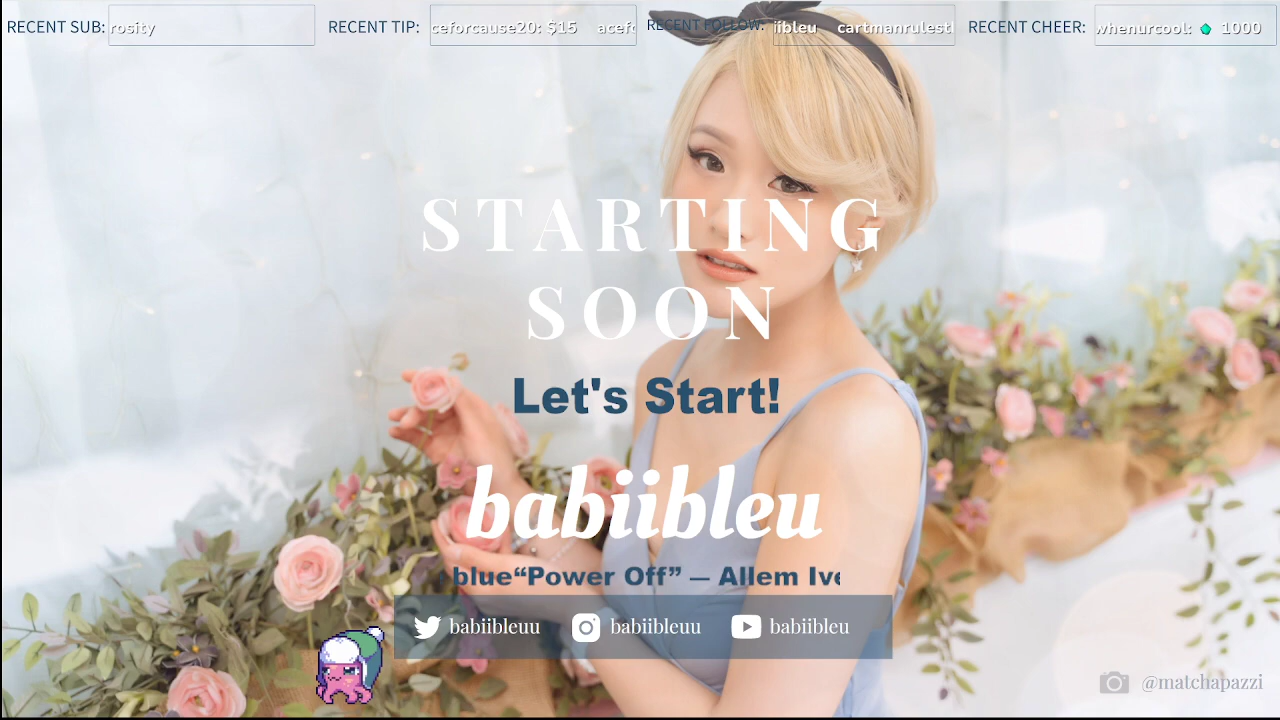 RECENT SUB: rosity RECENT TIP: ceforcause20: $15 RECENT FOLLOW: iibleu cartmanrulestl RECENT CHEER: whenurcool: 1000
STARTING
SOON
Let's Start!
babiibleu
blue“Power Off” — Allem Ive
babiibleuu babiibleuu babiibleu
@matchapazzi